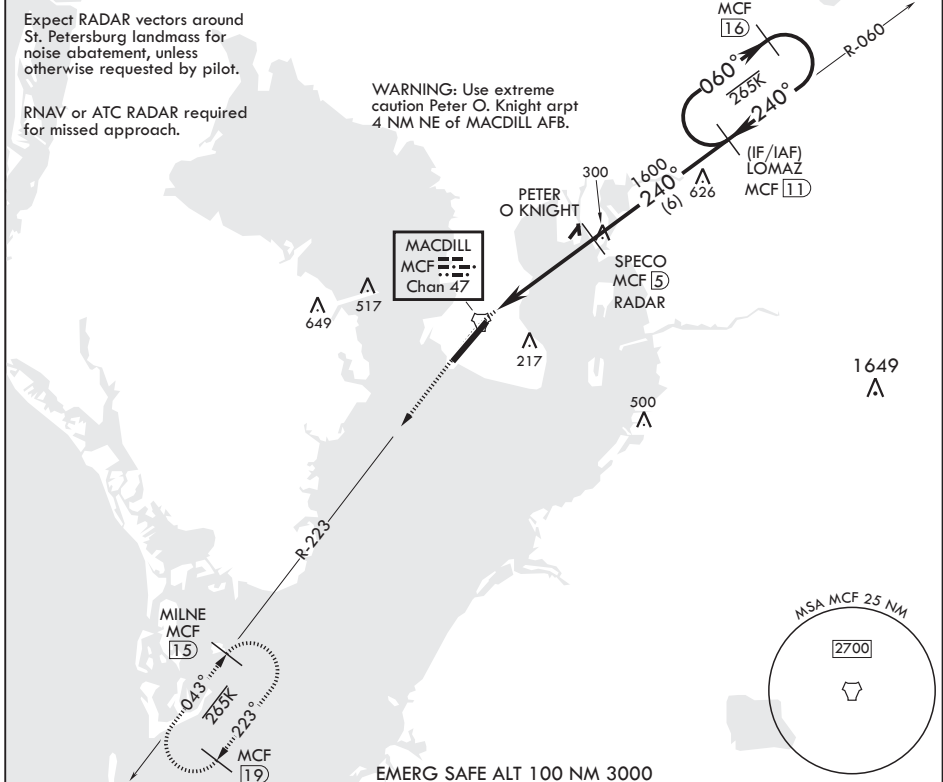 Expect RADAR vectors around
St. Petersburg landmass for
noise abatement, unless
otherwise requested by pilot.
RNAV or ATC RADAR required
for missed approach.
WARNING: Use extreme
caution Peter O. Knight arpt
4 NM NE of MACDILL AFB.
MCF
16
R-060
060°
265K
240°
(IF/IAF)
LOMAZ
MCF 11
1600
240°
(6)
626
300
PETER
O KNIGHT
SPECO
MCF 5
RADAR
MACDILL
MCF
Chan 47
517
649
217
500
1649
R-223
MILNE
MCF
15
043°
265K
223°
MCF
19
MSA MCF 25 NM
2700
EMERG SAFE ALT 100 NM 3000